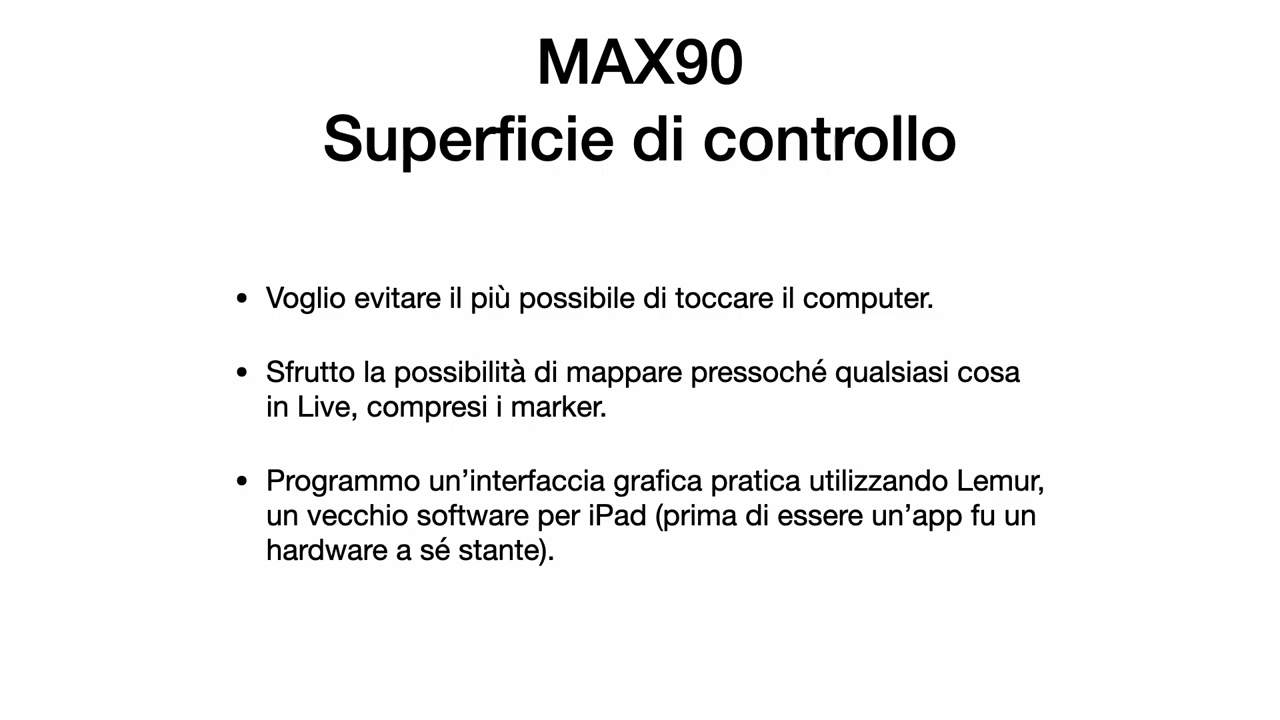 MAX90
Superficie di controllo
• Voglio evitare il più possibile di toccare il computer.
• Sfrutto la possibilità di mappare pressoché qualsiasi cosa
in Live, compresi i marker.
• Programmo un’interfaccia grafica pratica utilizzando Lemur,
un vecchio software per iPad (prima di essere un’app fu un
hardware a sé stante).